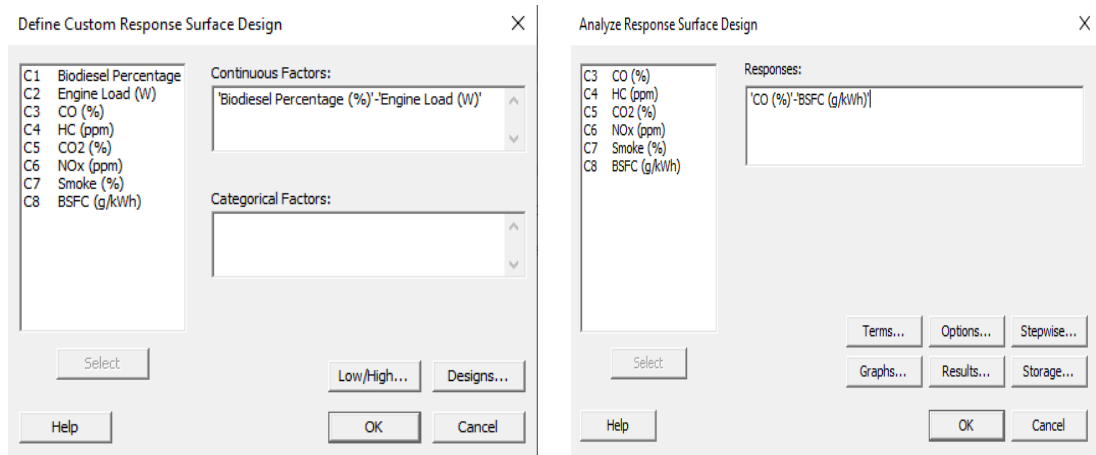 Define Custom Response Surface Design
C1 Biodiesel Percentage
C2 Engine Load (W)
C3 CO (%)
C4 HC (ppm)
C5 CO2 (%)
C6 NOx (ppm)
C7 Smoke (%)
C8 BSFC (g/kWh)
Continuous Factors:
'Biodiesel Percentage (%)'-'Engine Load (W)'
Categorical Factors:
Select
Low/High...
Designs...
Help
OK
Cancel
Analyze Response Surface Design
C3 CO (%)
C4 HC (ppm)
C5 CO2 (%)
C6 NOx (ppm)
C7 Smoke (%)
C8 BSFC (g/kWh)
Responses:
'CO (%)'-'BSFC (g/kWh)'
Terms...
Options...
Stepwise...
Select
Graphs...
Results...
Storage...
Help
OK
Cancel